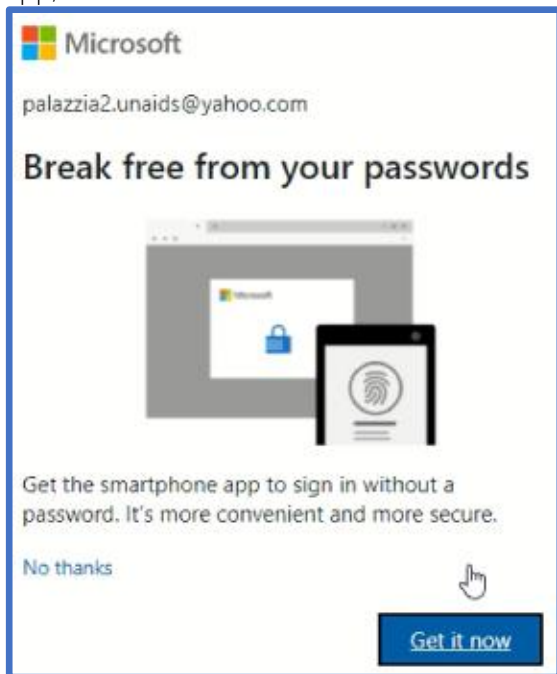 Microsoft
palazzia2.unaids@yahoo.com
Break free from your passwords
Microsoft
Get the smartphone app to sign in without a
password. It's more convenient and more secure.
No thanks
Get it now